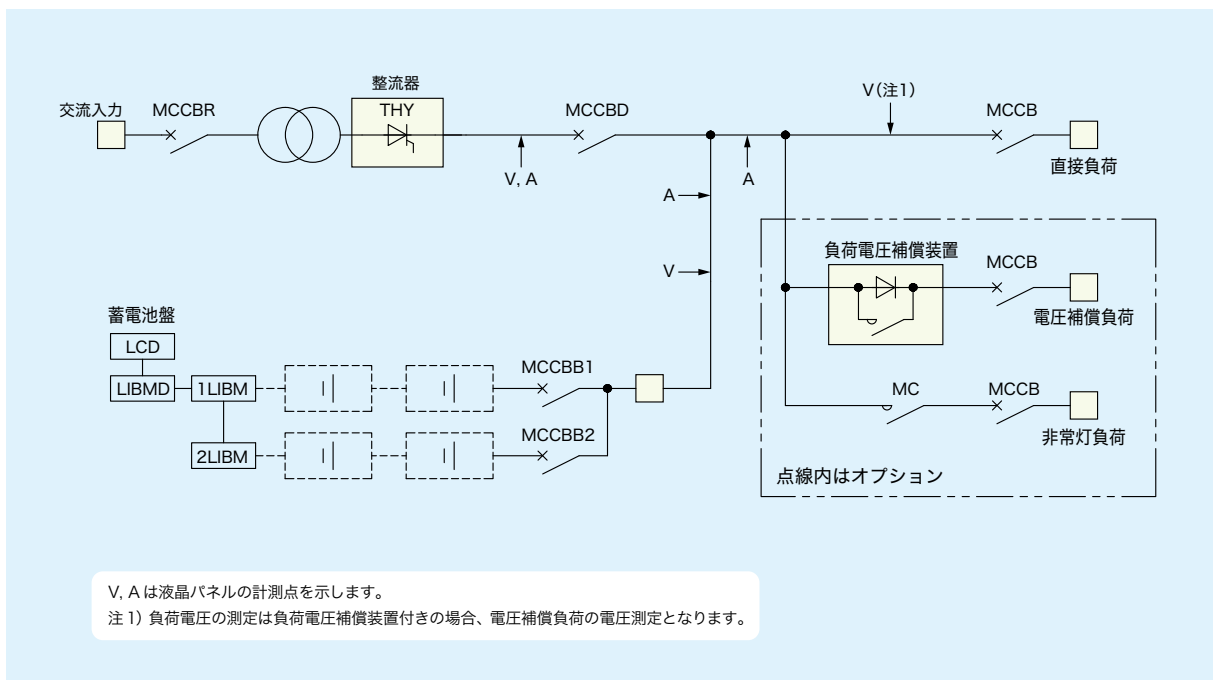 整流器
交流入力
MCCBR
THY
MCCBD
V(注1)
MCCB
直接負荷
V, A
A
A
V
負荷電圧補償装置
MCCB
電圧補償負荷
蓄電池盤
LCD
LIBMD
1LIBM
MCCBB1
MC
MCCB
非常灯負荷
2LIBM
MCCBB2
点線内はオプション
V, Aは液晶パネルの計測点を示します。
注1) 負荷電圧の測定は負荷電圧補償装置付きの場合、電圧補償負荷の電圧測定となります。